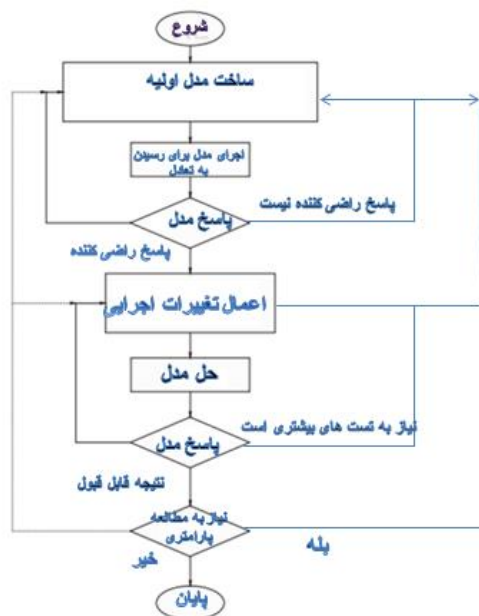 شروع
ساخت مدل اولیه
اجرای مدل برای رسیدن
به تعادل
پاسخ مدل
پاسخ راضی کننده نیست
پاسخ راضی کننده
اعمال تغییرات اجرایی
حل مدل
پاسخ مدل
نیاز به تست های بیشتری است
نتیجه قابل قبول
نیاز به مطالعه
پارامتری
بله
خیر
پایان